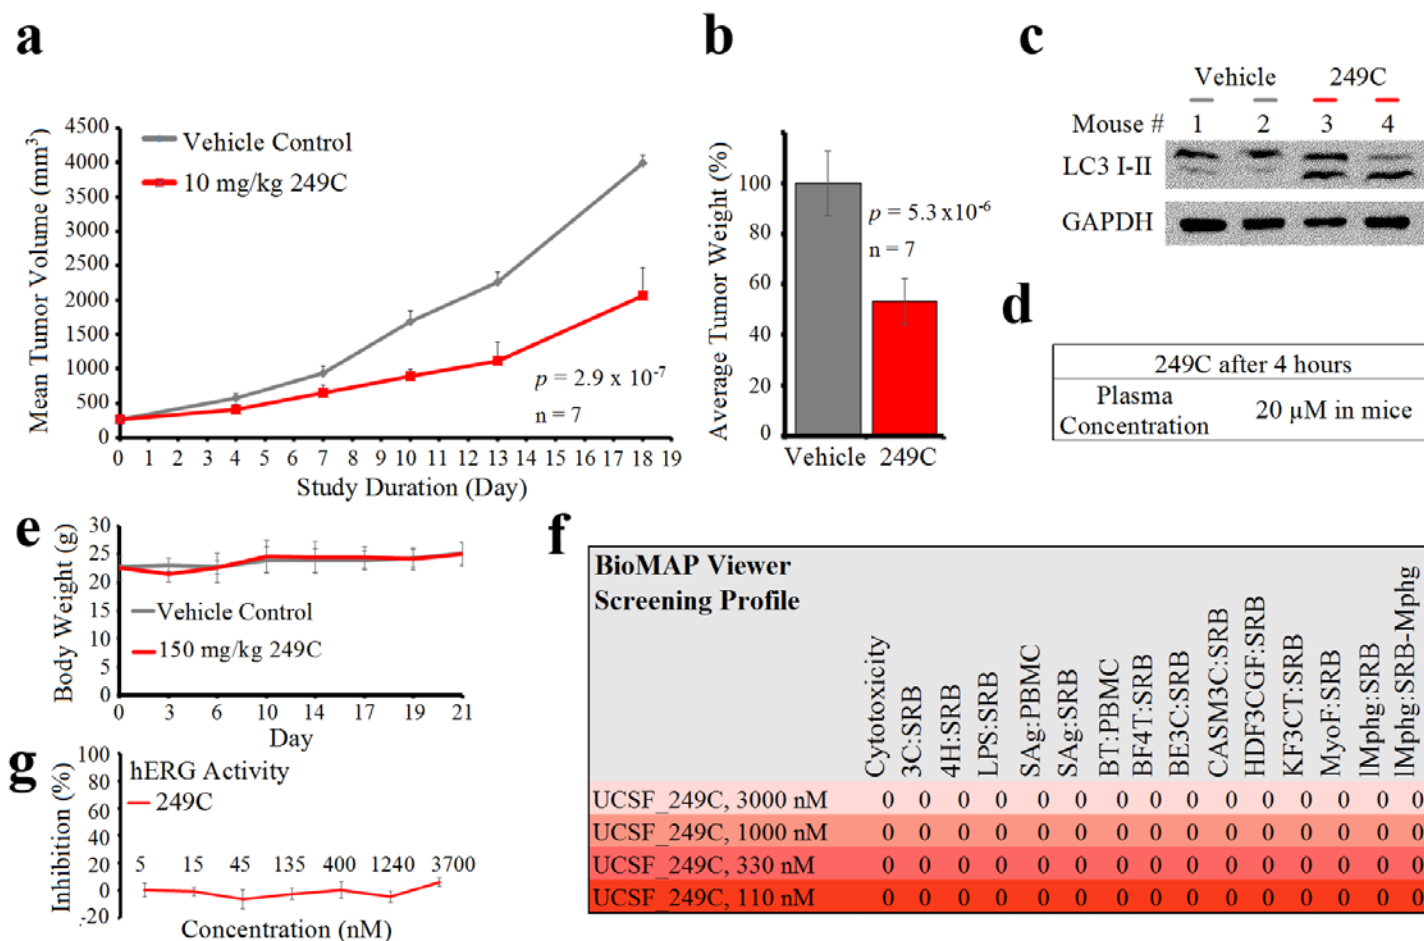 a
Mean Tumor Volume (mm³)
4500
4000
3500
3000
2500
2000
1500
1000
500
0
Vehicle Control
10 mg/kg 249C
p = 2.9 x 10⁻⁷
n = 7
0 1 2 3 4 5 6 7 8 9 10 11 12 13 14 15 16 17 18 19
Study Duration (Day)
b
Average Tumor Weight (%)
100
80
60
40
20
0
p = 5.3 x10⁻⁶
n = 7
Vehicle 249C
c
Vehicle 249C
Mouse # 1 2 3 4
LC3 I-II
GAPDH
d
249C after 4 hours
Plasma Concentration 20 µM in mice
e
Body Weight (g)
30
25
20
15
10
5
0
Vehicle Control
150 mg/kg 249C
0 3 6 10 14 17 19 21
Day
f
BioMAP Viewer
Screening Profile
Cytotoxicity
3C:SRB
4H:SRB
LPS:SRB
SAg:PBMC
SAg:SRB
BT:PBMC
BF4T:SRB
BE3C:SRB
CASM3C:SRB
HDF3CGF:SRB
KF3CT:SRB
MyoF:SRB
lMphg:SRB
lMphg:SRB-Mphg
UCSF_249C, 3000 nM 0 0 0 0 0 0 0 0 0 0 0 0 0 0 0
UCSF_249C, 1000 nM 0 0 0 0 0 0 0 0 0 0 0 0 0 0 0
UCSF_249C, 330 nM 0 0 0 0 0 0 0 0 0 0 0 0 0 0 0
UCSF_249C, 110 nM 0 0 0 0 0 0 0 0 0 0 0 0 0 0 0
g
Inhibition (%)
100
80
60
40
20
0
-20
hERG Activity
249C
5 15 45 135 400 1240 3700
Concentration (nM)